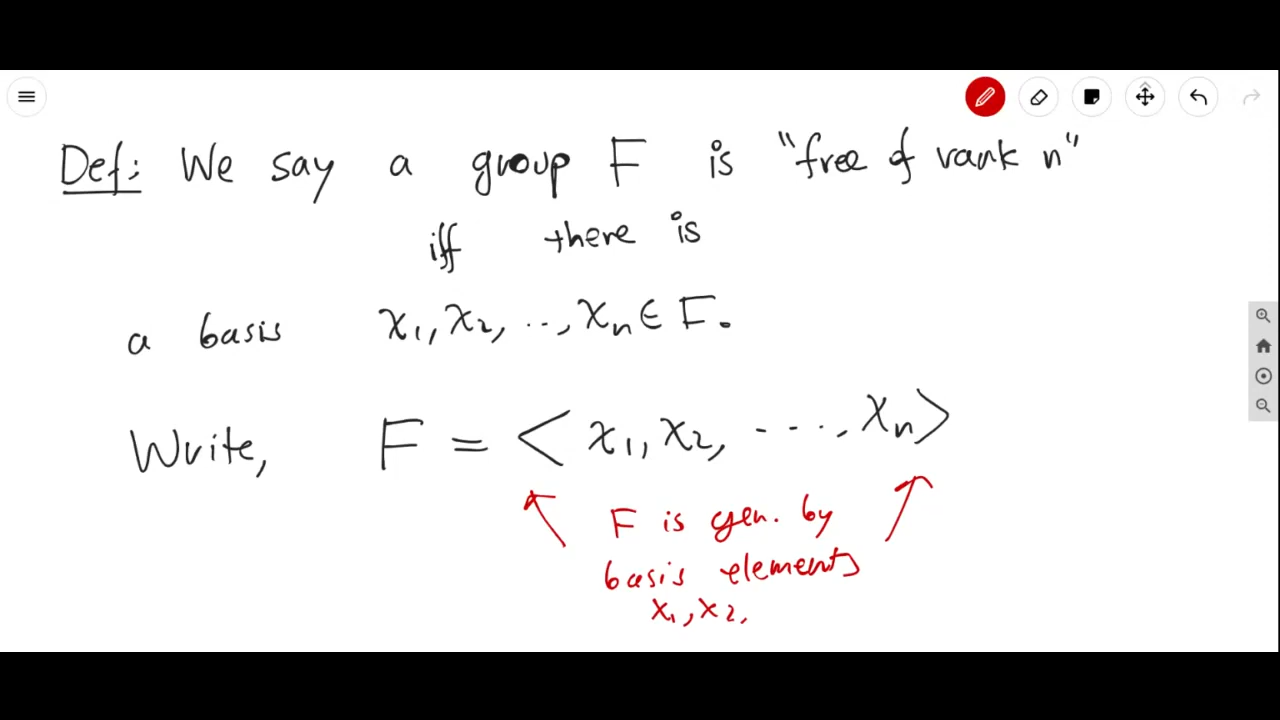 Def: We say a group F is "free of rank n"
iff there is
a basis x₁, x₂, ..., xₙ ∈ F.
Write, F = < x₁, x₂, ...., xₙ >
F is gen. by
basis elements
x₁, x₂,